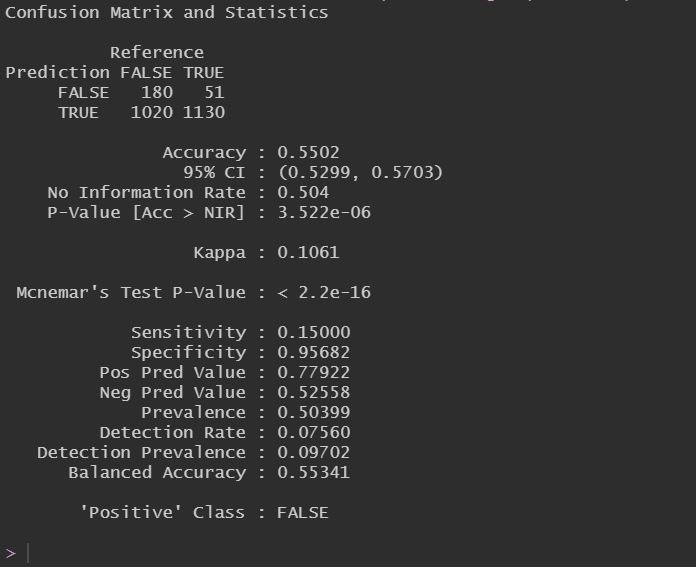 Confusion Matrix and Statistics

          Reference
Prediction FALSE TRUE
     FALSE   180   51
     TRUE   1020 1130

               Accuracy : 0.5502
                 95% CI : (0.5299, 0.5703)
    No Information Rate : 0.504
    P-Value [Acc > NIR] : 3.522e-06

                  Kappa : 0.1061

 Mcnemar's Test P-Value : < 2.2e-16

            Sensitivity : 0.15000
            Specificity : 0.95682
         Pos Pred Value : 0.77922
         Neg Pred Value : 0.52558
             Prevalence : 0.50399
         Detection Rate : 0.07560
   Detection Prevalence : 0.09702
      Balanced Accuracy : 0.55341

       'Positive' Class : FALSE

>